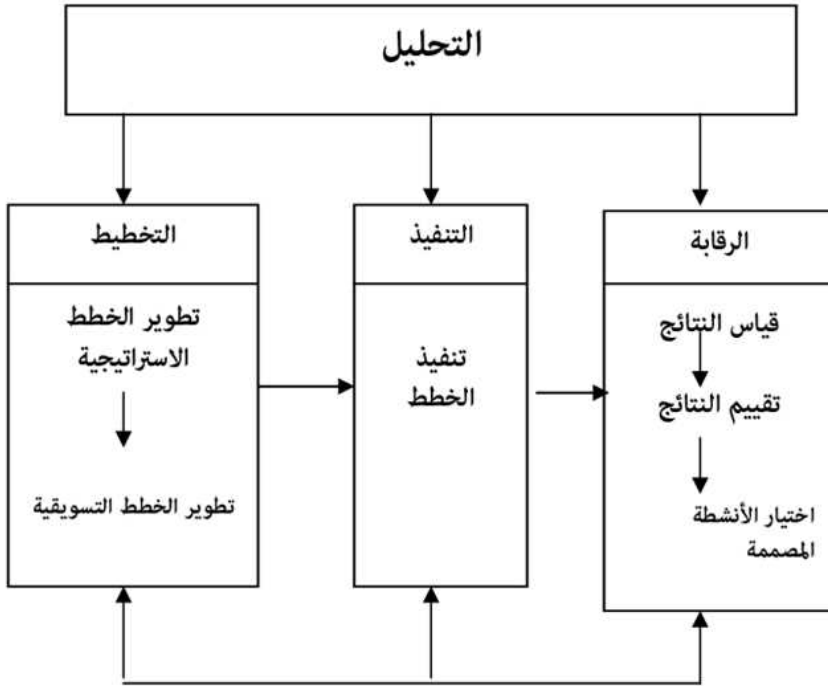 التحليل
التخطيط
تطوير الخطط
الاستراتيجية
تطوير الخطط التسويقية
التنفيذ
تنفيذ
الخطط
الرقابة
قياس النتائج
تقييم النتائج
اختيار الأنشطة
المصممة